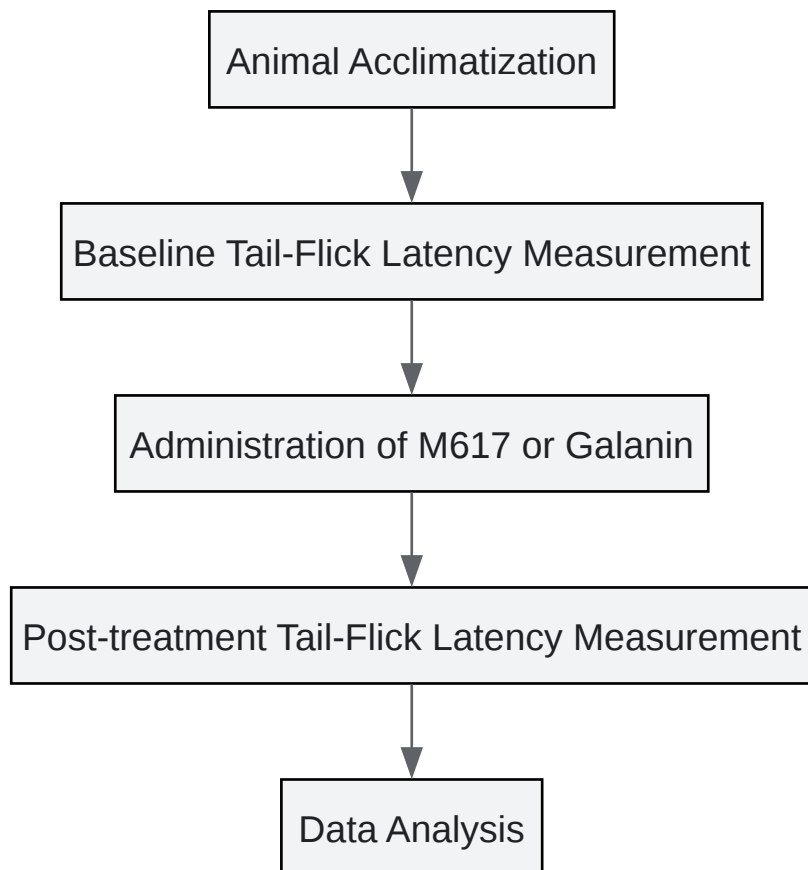 Animal Acclimatization
Baseline Tail-Flick Latency Measurement
Administration of M617 or Galanin
Post-treatment Tail-Flick Latency Measurement
Data Analysis